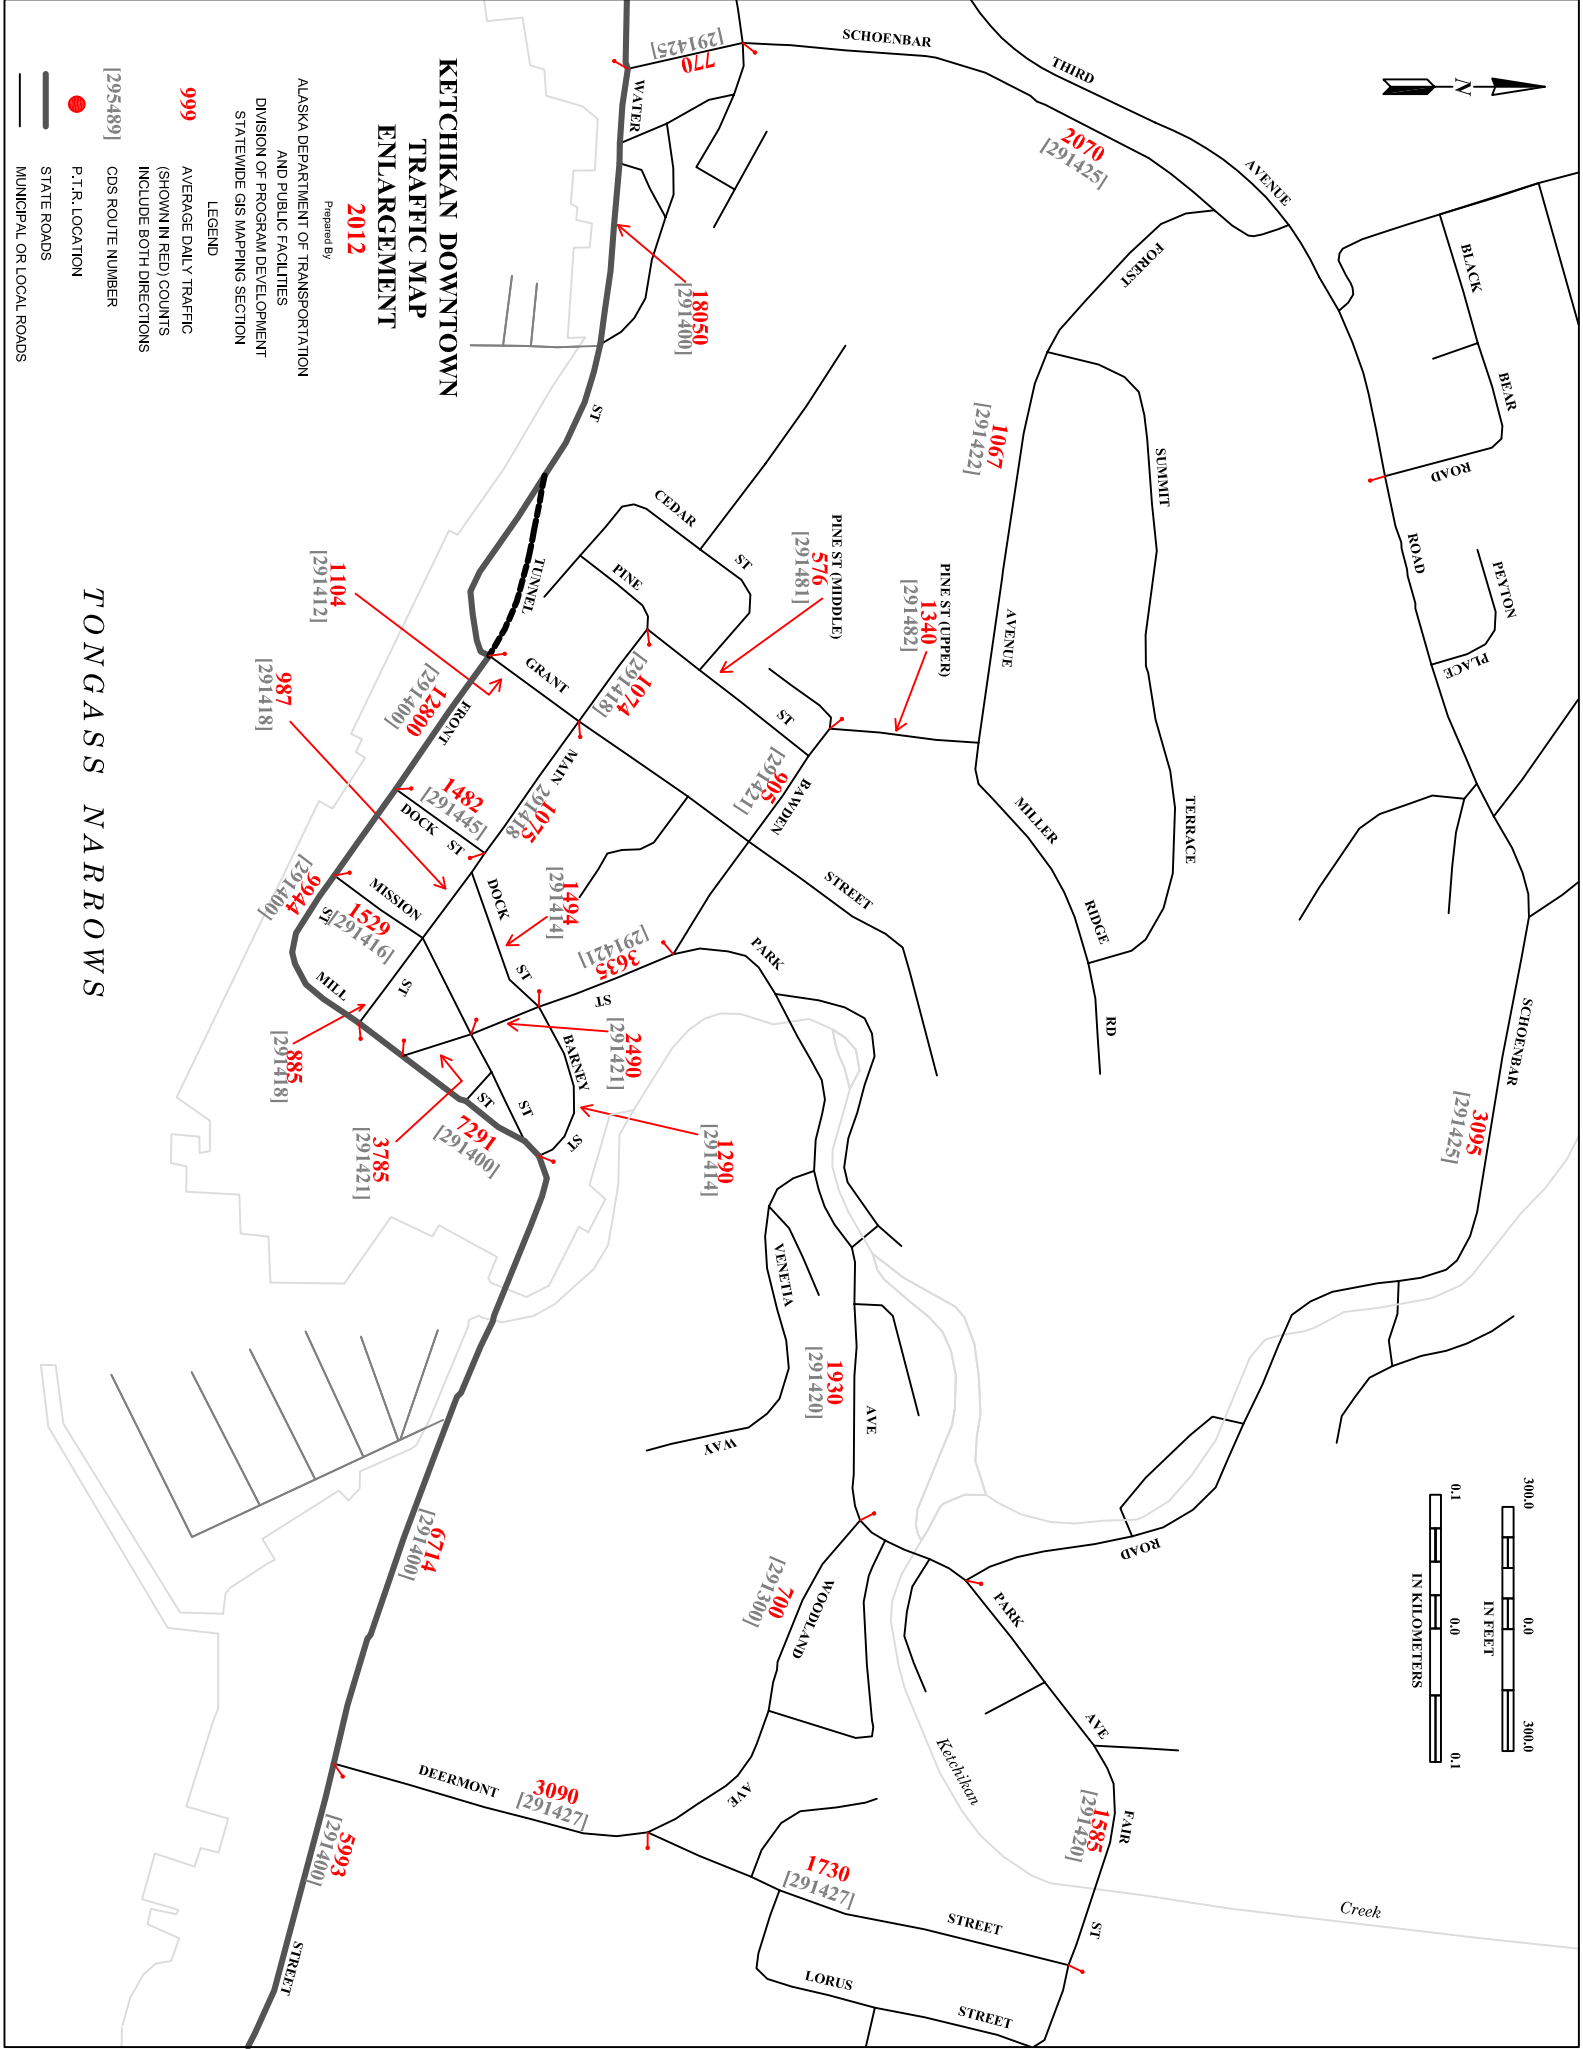 KETCHIKAN DOWNTOWN
TRAFFIC MAP
ENLARGEMENT
2012
Prepared By
ALASKA DEPARTMENT OF TRANSPORTATION
AND PUBLIC FACILITIES
DIVISION OF PROGRAM DEVELOPMENT
STATEWIDE GIS MAPPING SECTION
LEGEND
999
AVERAGE DAILY TRAFFIC
(SHOWN IN RED) COUNTS
INCLUDE BOTH DIRECTIONS
[295489]
CDS ROUTE NUMBER
P.T.R. LOCATION
STATE ROADS
MUNICIPAL OR LOCAL ROADS
N
300.0
300.0
IN FEET
0.1
0.0
0.0
0.1
IN KILOMETERS
TONGASS NARROWS
SCHOENBAR
THIRD
AVENUE
2070
[291425]
770
[291425]
WATER
ST
18050
[291400]
FOREST
BLACK
BEAR
ROAD
ROAD
PEYTON
PLACE
SUMMIT
TERRACE
1067
[291422]
AVENUE
MILLER
RIDGE
RD
SCHOENBAR
3095
[291425]
ROAD
CEDAR
ST
PINE
ST
PINE ST (MIDDLE)
576
[291481]
PINE ST (UPPER)
1340
[291482]
TUNNEL
GRANT
STREET
1104
[291412]
1074
[291418]
12800
[291400]
FRONT
ST
987
[291418]
MAIN
1075
291418
ST
905
[291421]
BAWDEN
ST
1482
[291445]
DOCK
ST
DOCK
ST
1494
[291414]
3635
[291421]
9944
[291400]
MISSION
1529
[291416]
ST
MILL
ST
885
[291418]
2490
[291421]
BARNEY
ST
1290
[291414]
3785
[291421]
7291
[291400]
PARK
AVE
VENETIA
WAY
1930
[291420]
6714
[291400]
700
[291300]
WOODLAND
AVE
PARK
AVE
Ketchikan
Creek
1585
[291420]
FAIR
ST
DEERMONT
3090
[291427]
1730
[291427]
STREET
LORUS
STREET
5993
[291400]
STREET